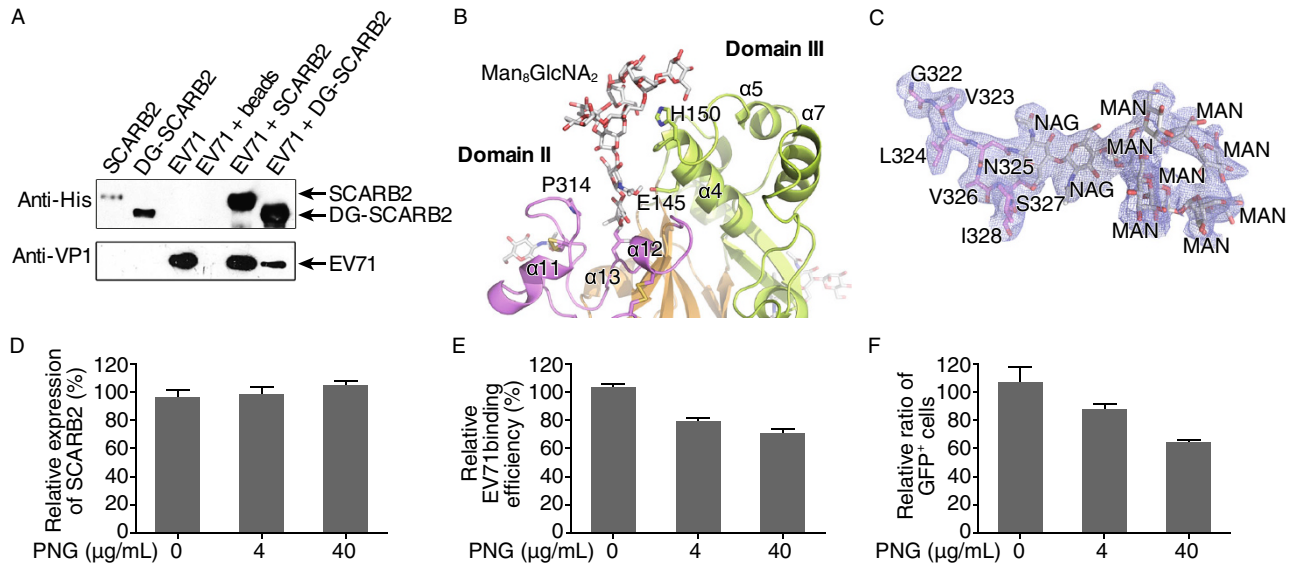 A
SCARB2
DG-SCARB2
EV71
EV71 + beads
EV71 + SCARB2
EV71 + DG-SCARB2
Anti-His
SCARB2
DG-SCARB2
Anti-VP1
EV71
B
Domain III
Man8GlcNA2
α5
H150
α7
Domain II
P314
α4
E145
α12
α11
α13
C
G322
V323
L324
N325
V326
S327
I328
NAG
NAG
MAN
MAN
MAN
MAN
MAN
MAN
MAN
MAN
D
Relative expression
of SCARB2 (%)
120
100
80
60
40
20
0
PNG (μg/mL) 0 4 40
E
Relative
EV71binding
efficiency (%)
120
100
80
60
40
20
0
PNG (μg/mL) 0 4 40
F
Relative ratio of
GFP+ cells
120
100
80
60
40
20
0
PNG (μg/mL) 0 4 40